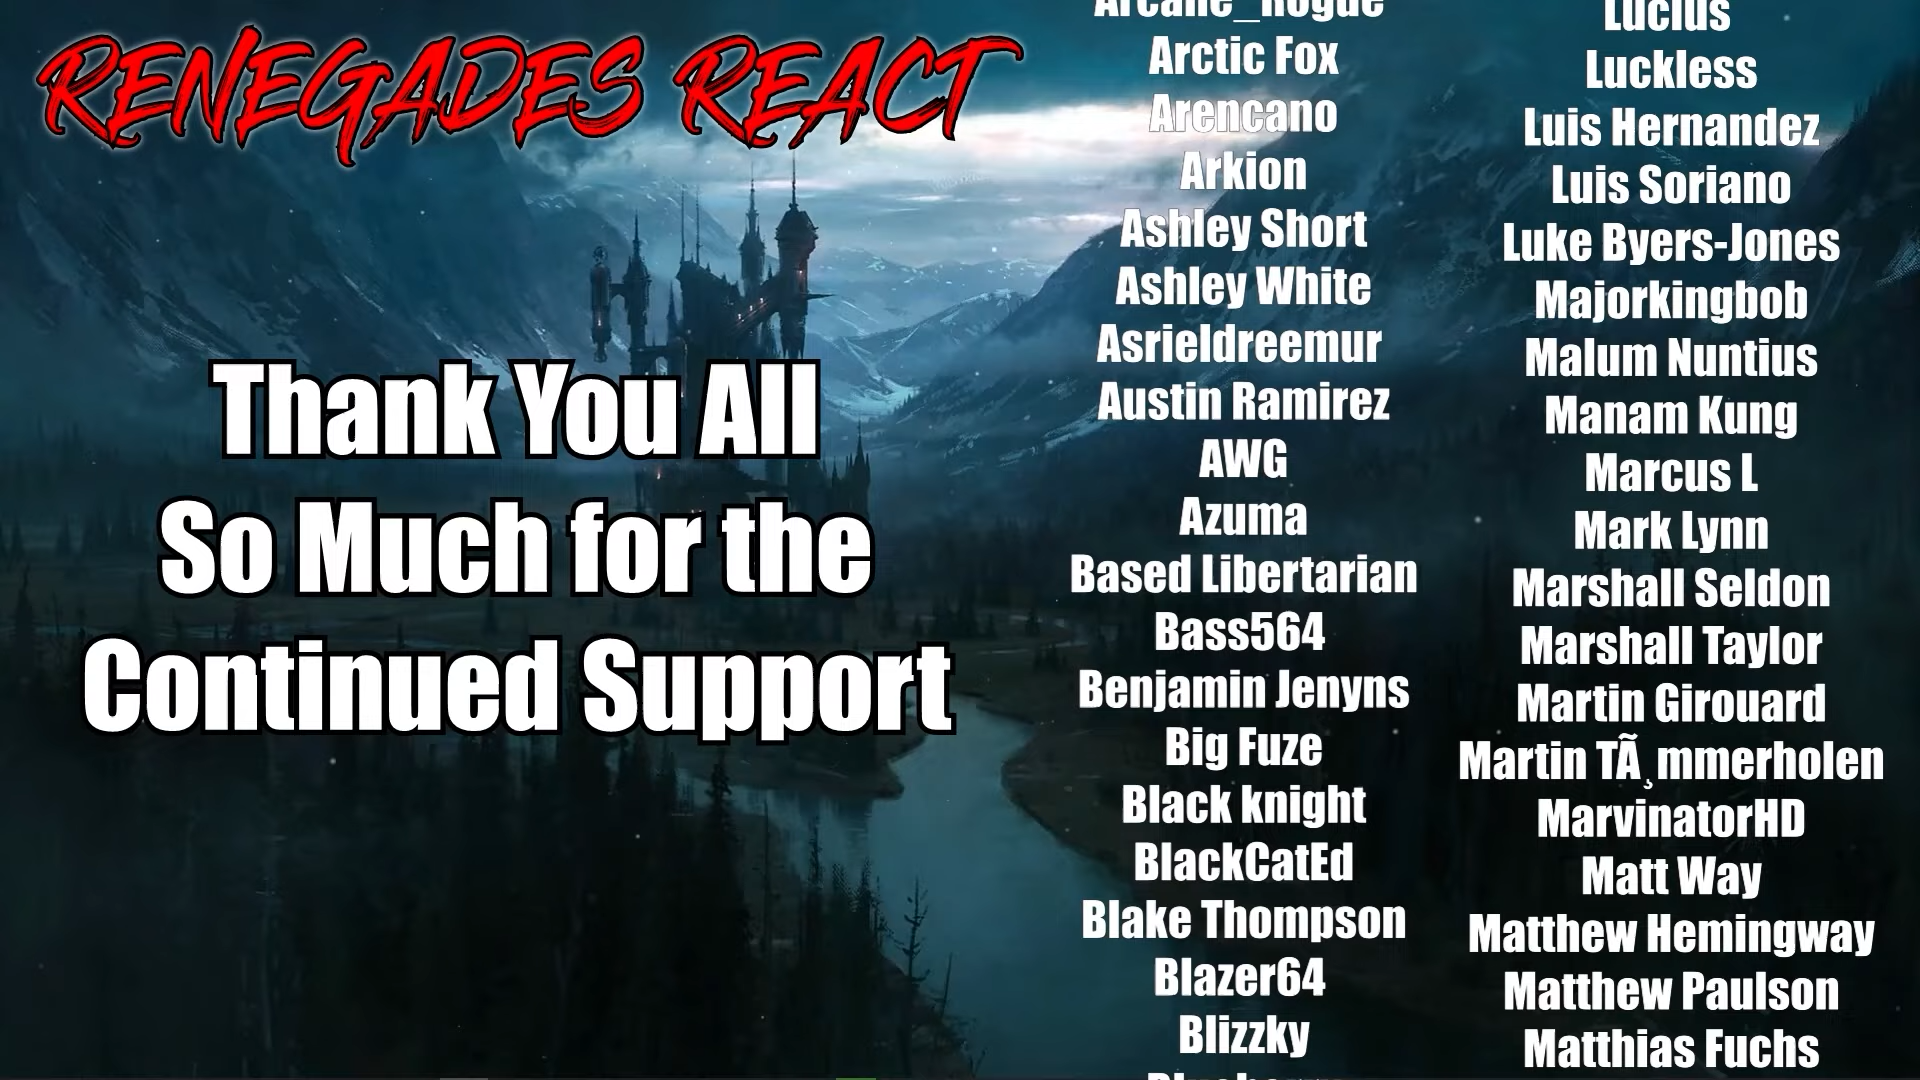 RENEGADES REACT
Thank You All
So Much for the
Continued Support
Arcane_Rogue
Arctic Fox
Arencano
Arkion
Ashley Short
Ashley White
Asrieldreemur
Austin Ramirez
AWG
Azuma
Based Libertarian
Bass564
Benjamin Jenyns
Big Fuze
Black knight
BlackCatEd
Blake Thompson
Blazer64
Blizzky
Lucius
Luckless
Luis Hernandez
Luis Soriano
Luke Byers-Jones
Majorkingbob
Malum Nuntius
Manam Kung
Marcus L
Mark Lynn
Marshall Seldon
Marshall Taylor
Martin Girouard
Martin TÃ¸mmerholen
MarvinatorHD
Matt Way
Matthew Hemingway
Matthew Paulson
Matthias Fuchs